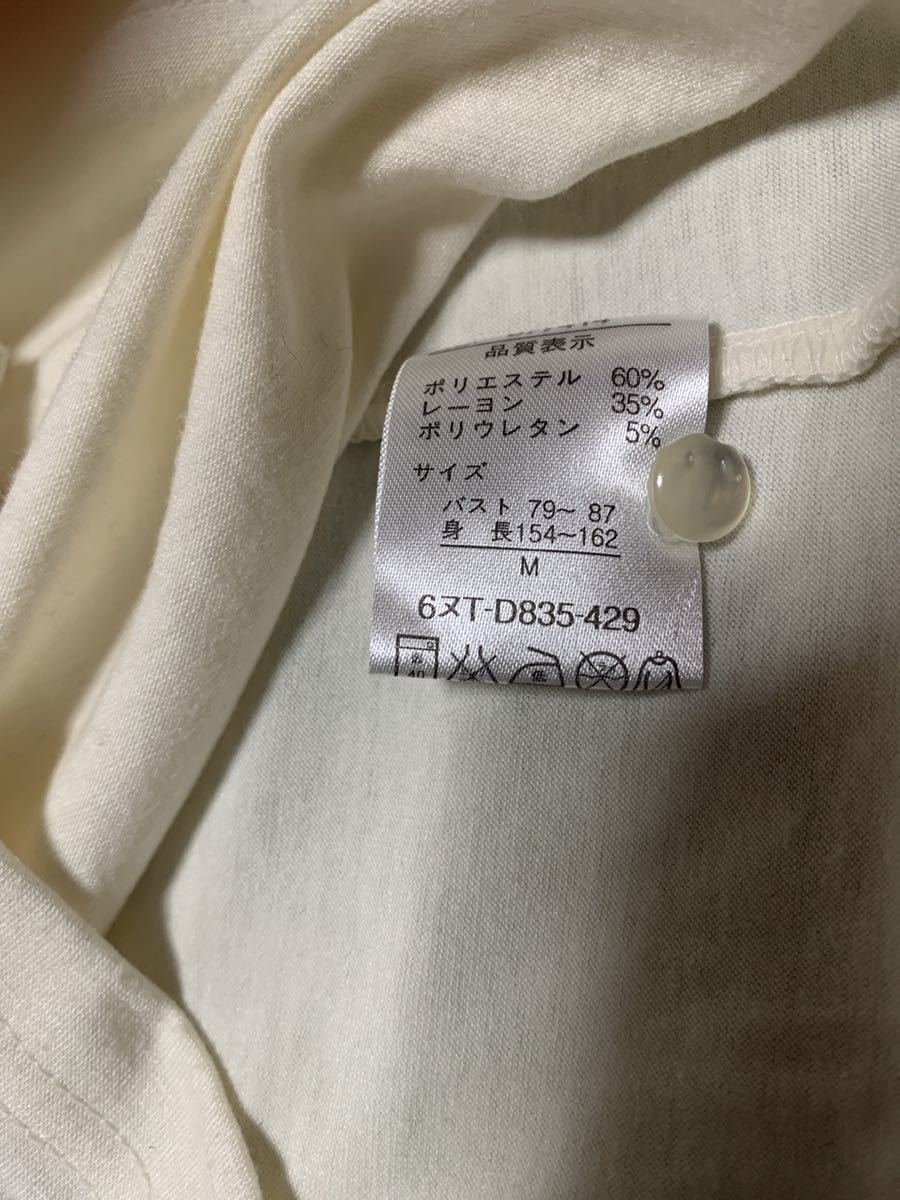 品質表示
ポリエステル 60%
レーヨン 35%
ポリウレタン 5%
サイズ
バスト 79〜 87
身 長154〜162
M
6ヌT-D835-429
40
低